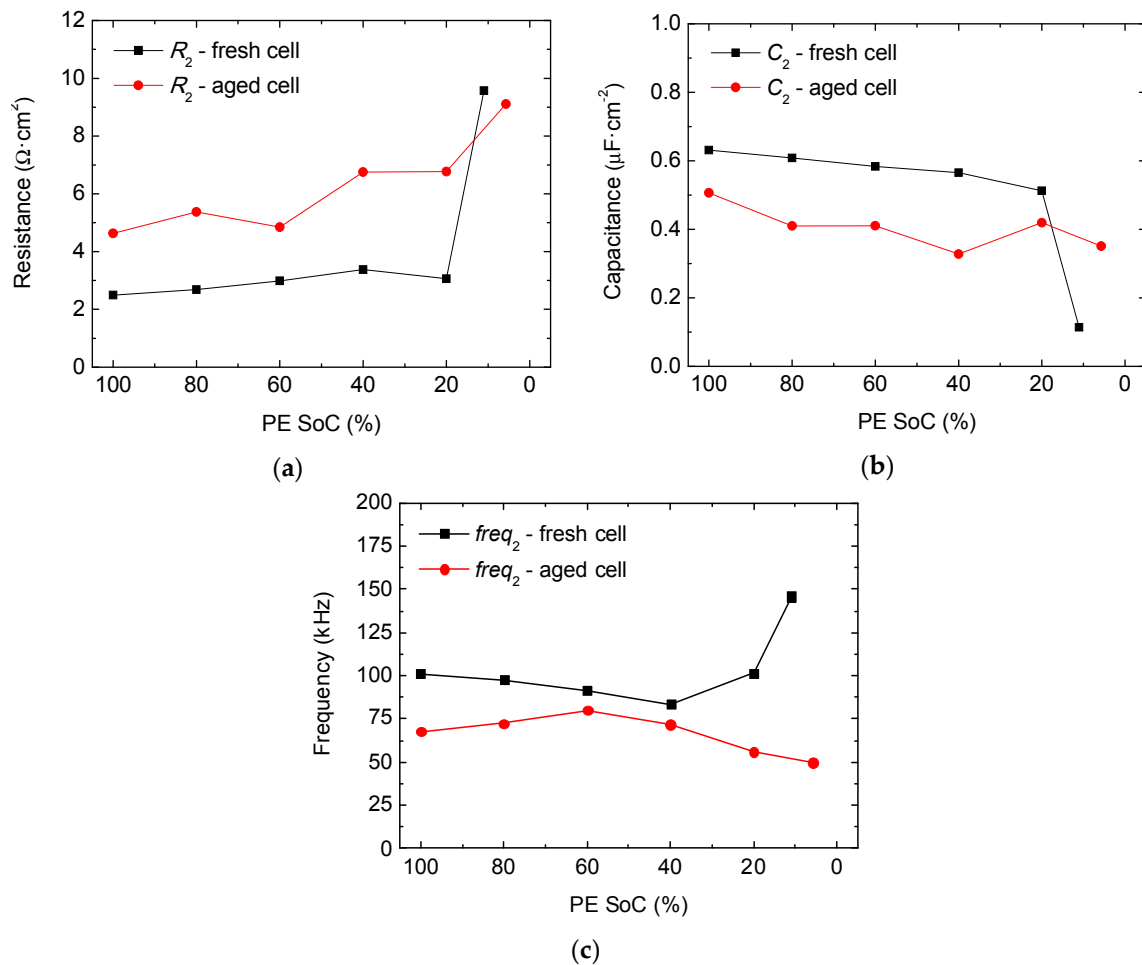 12
10
8
6
4
2
0
Resistance (Ω·cm²)
R₂ - fresh cell
R₂ - aged cell
100 80 60 40 20 0
PE SoC (%)
(a)
1.0
0.8
0.6
0.4
0.2
0.0
Capacitance (µF·cm⁻²)
C₂ - fresh cell
C₂ - aged cell
100 80 60 40 20 0
PE SoC (%)
(b)
200
175
150
125
100
75
50
25
0
Frequency (kHz)
freq₂ - fresh cell
freq₂ - aged cell
100 80 60 40 20 0
PE SoC (%)
(c)